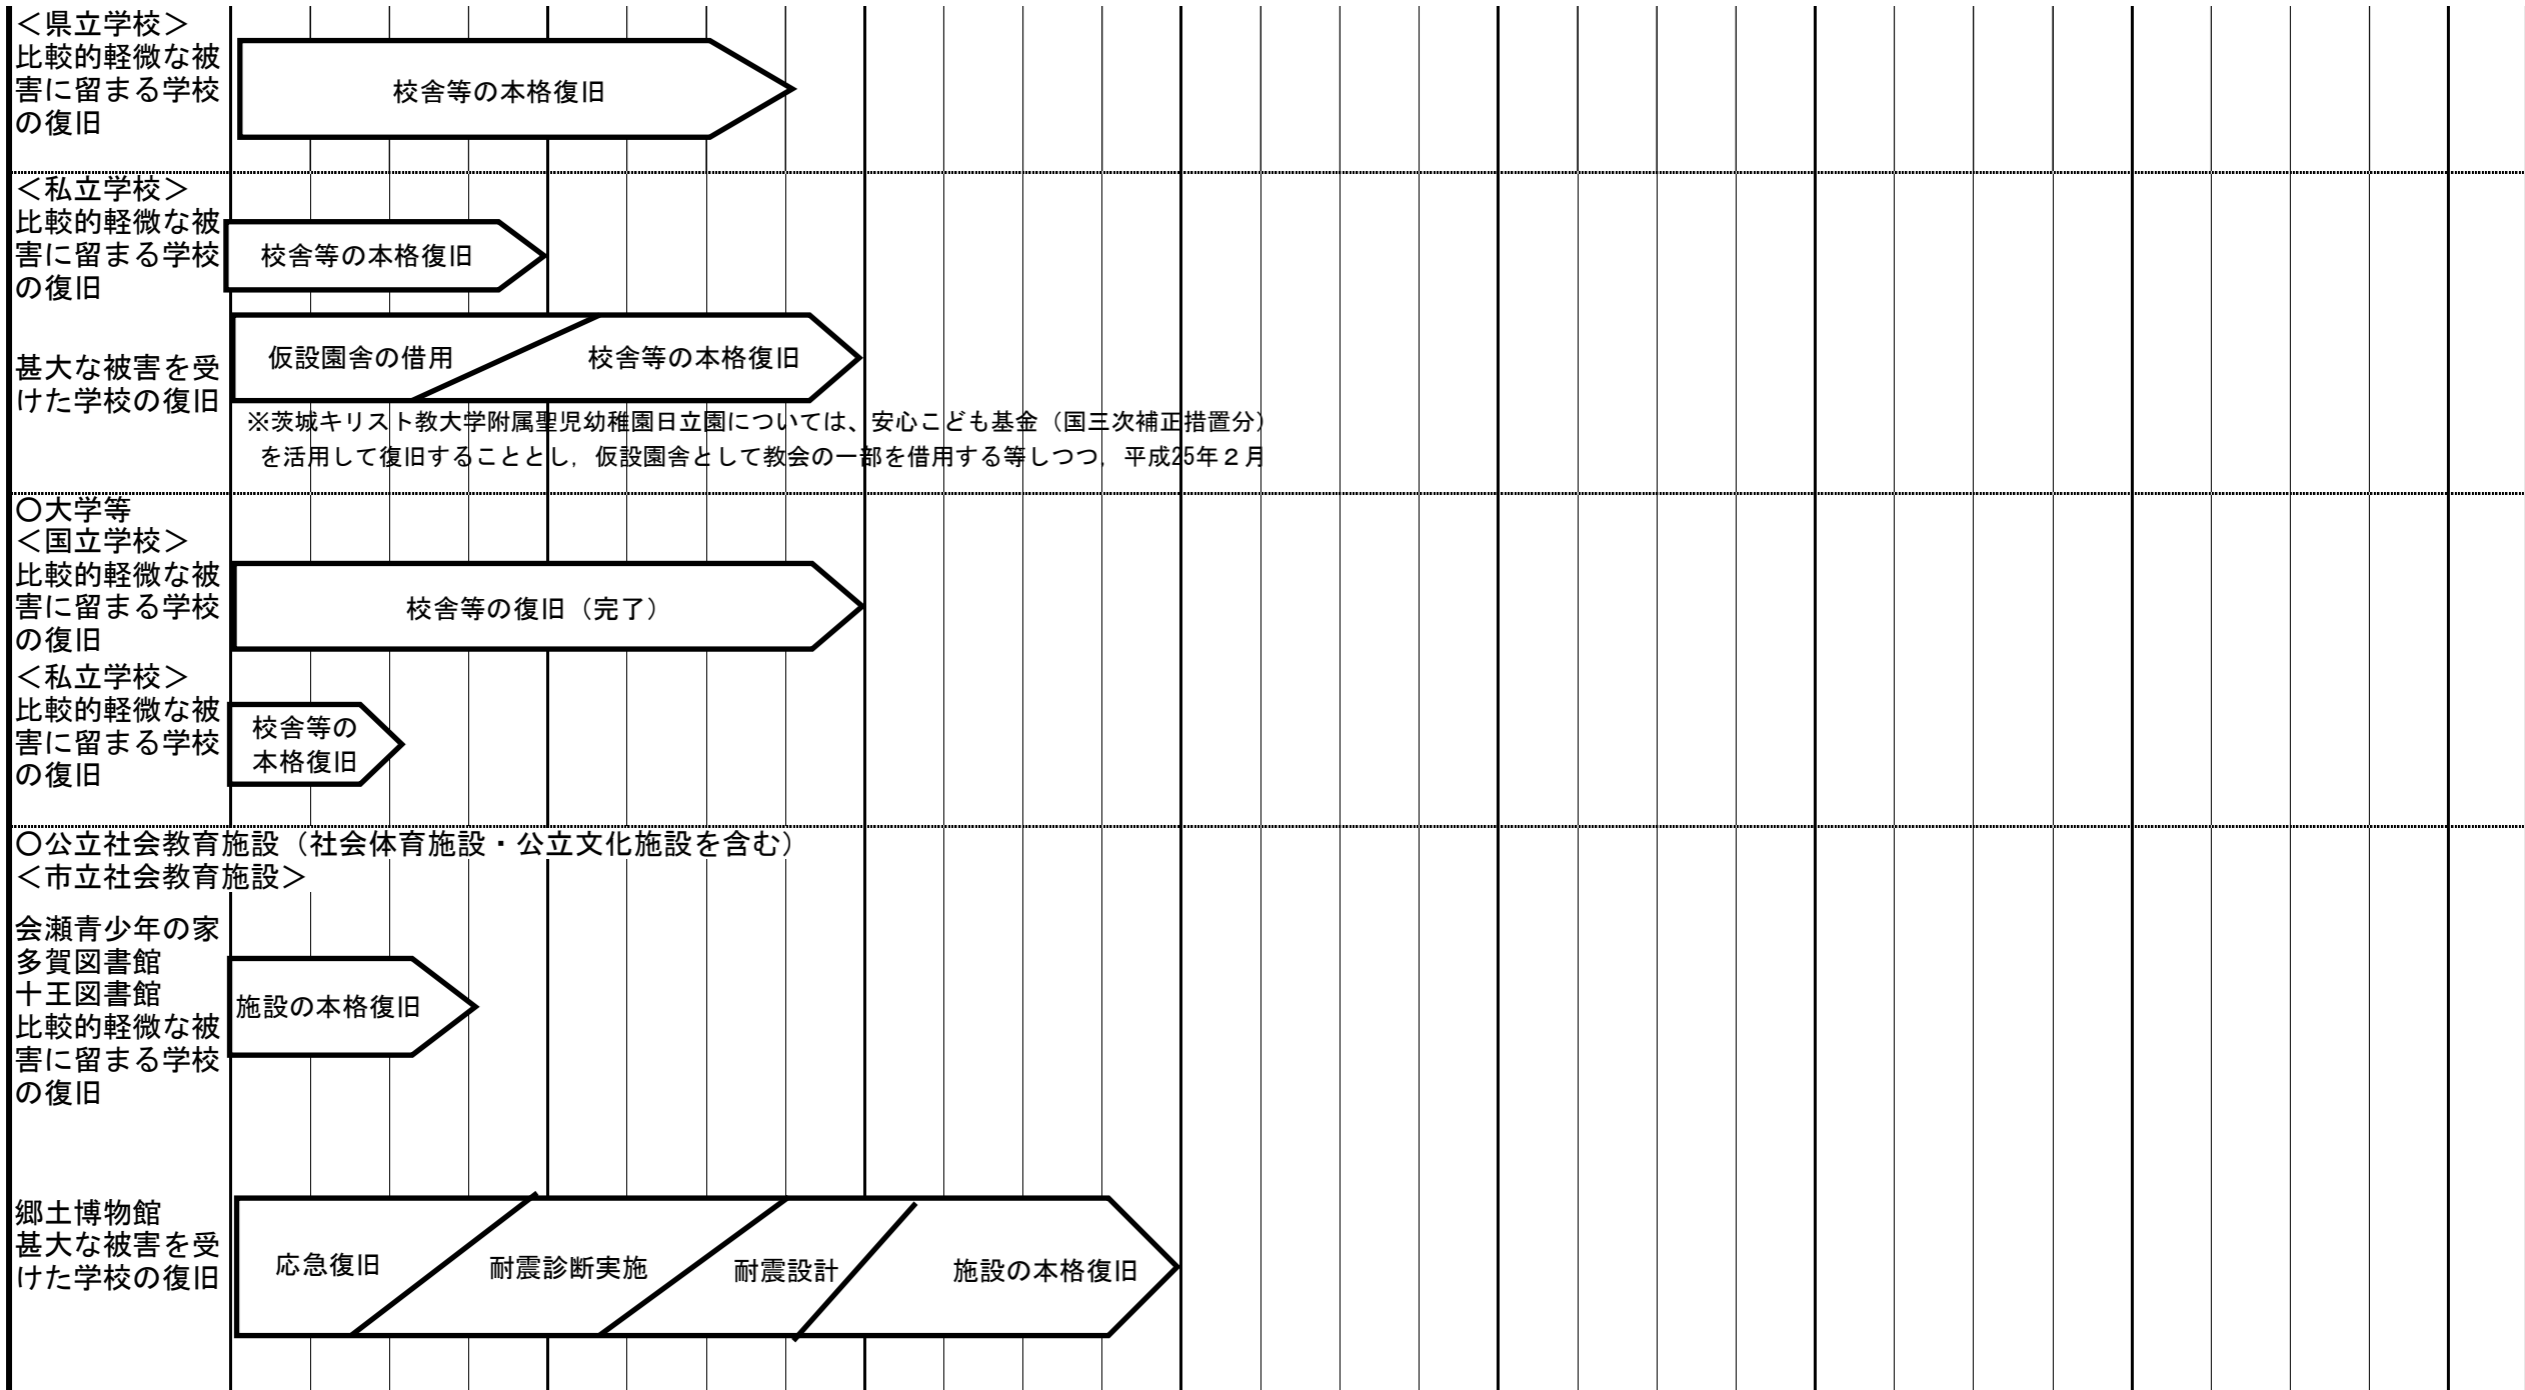 ＜県立学校＞
比較的軽微な被
害に留まる学校
の復旧
校舎等の本格復旧
＜私立学校＞
比較的軽微な被
害に留まる学校
の復旧
校舎等の本格復旧
甚大な被害を受
けた学校の復旧
仮設園舎の借用
校舎等の本格復旧
※茨城キリスト教大学附属聖児幼稚園日立園については、安心こども基金（国三次補正措置分）
を活用して復旧することとし，仮設園舎として教会の一部を借用する等しつつ，平成25年２月
〇大学等
＜国立学校＞
比較的軽微な被
害に留まる学校
の復旧
校舎等の復旧（完了）
＜私立学校＞
比較的軽微な被
害に留まる学校
の復旧
校舎等の
本格復旧
〇公立社会教育施設（社会体育施設・公立文化施設を含む）
＜市立社会教育施設＞
会瀬青少年の家
多賀図書館
十王図書館
比較的軽微な被
害に留まる学校
の復旧
施設の本格復旧
郷土博物館
甚大な被害を受
けた学校の復旧
応急復旧
耐震診断実施
耐震設計
施設の本格復旧